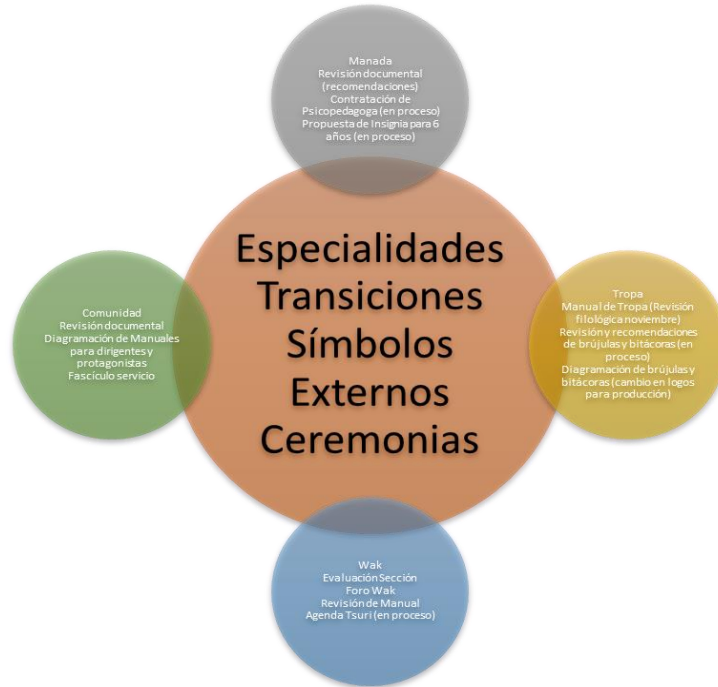 Manada
Revisión documental
(recomendaciones)
Contratación de
Psicopedagoga (en proceso)
Propuesta de Insignia para 6
años (en proceso)
Especialidades
Transiciones
Símbolos
Externos
Ceremonias
Comunidad
Revisión documental
Diagramación de Manuales
para dirigentes y
protagonistas
Fascículo servicio
Tropa
Manual de Tropa (Revisión
filológica noviembre)
Revisión y recomendaciones
de brújulas y bitácoras (en
proceso)
Diagramación de brújulas y
bitácoras (cambio en logos
para producción)
Wak
Evaluación Sección
Foro Wak
Revisión de Manual
Agenda Tsuri (en proceso)